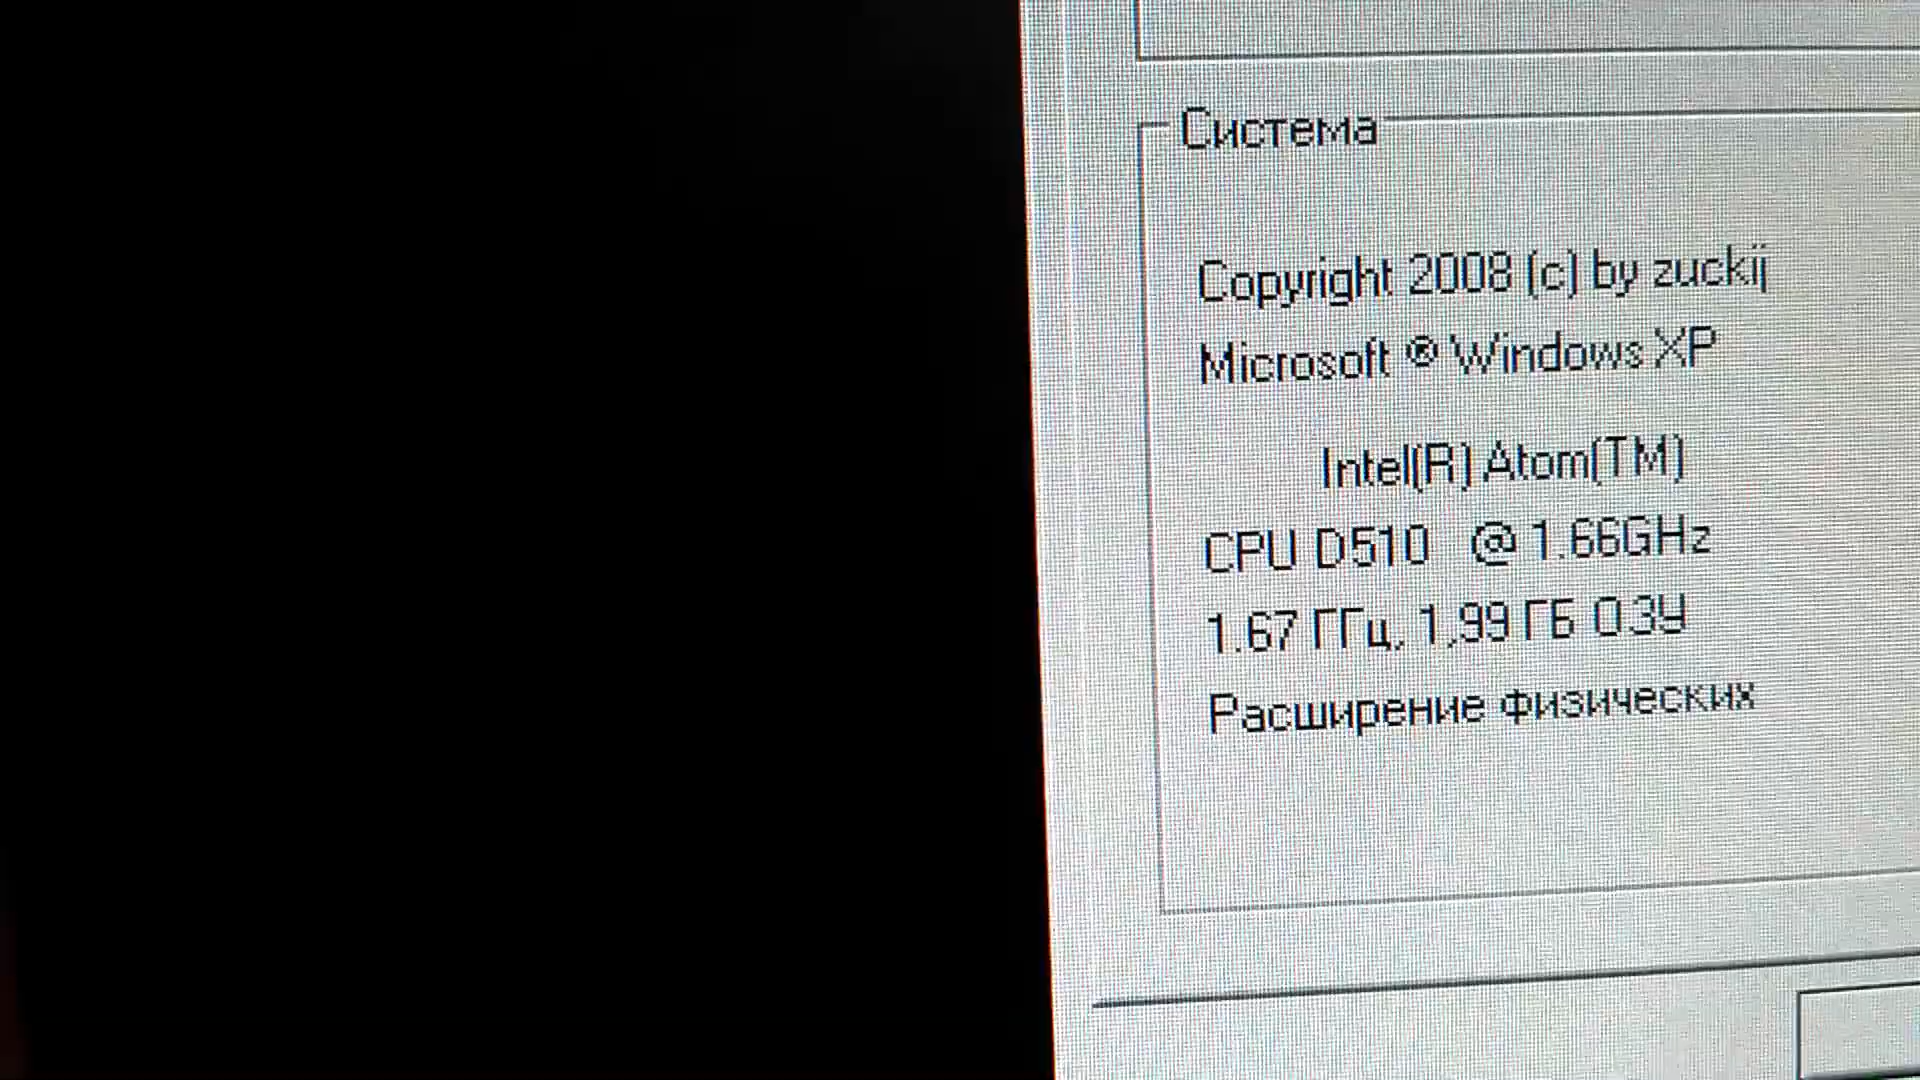 Система
Copyright 2008 (c) by zuckij
Microsoft ® Windows XP
Intel(R) Atom(TM)
CPU D510 @ 1.66GHz
1.67 ГГц, 1,99 ГБ ОЗУ
Расширение физических